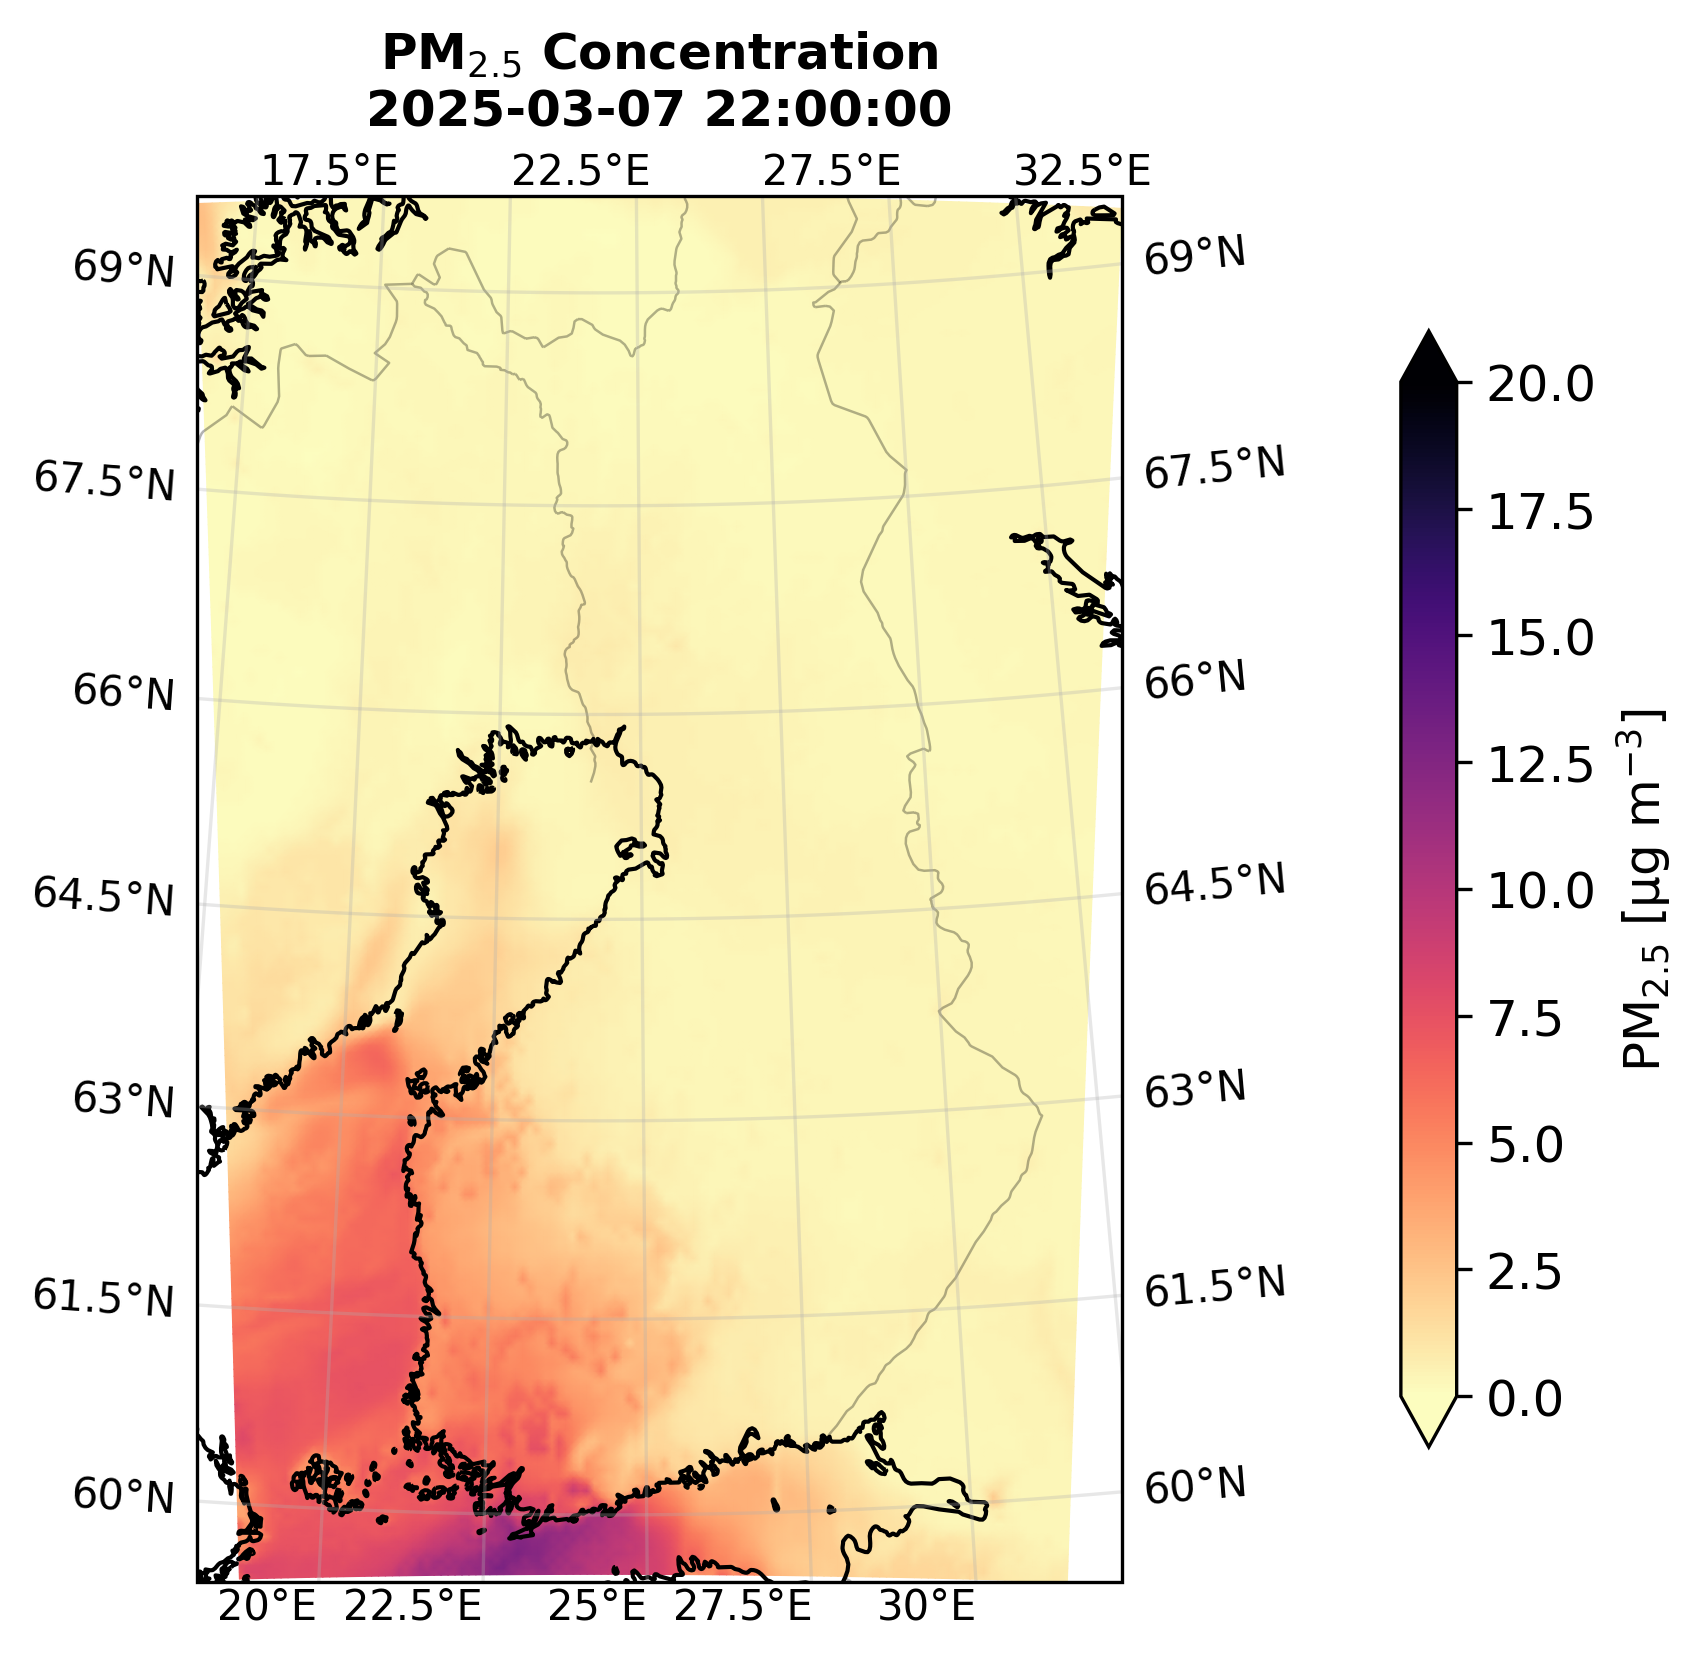 PM₂.₅ Concentration
2025-03-07 22:00:00
17.5°E 22.5°E 27.5°E 32.5°E
69°N 69°N
67.5°N 67.5°N
66°N 66°N
64.5°N 64.5°N
63°N 63°N
61.5°N 61.5°N
60°N 60°N
20°E 22.5°E 25°E 27.5°E 30°E
20.0
17.5
15.0
12.5
10.0
7.5
5.0
2.5
0.0
PM₂.₅ [µg m⁻³]